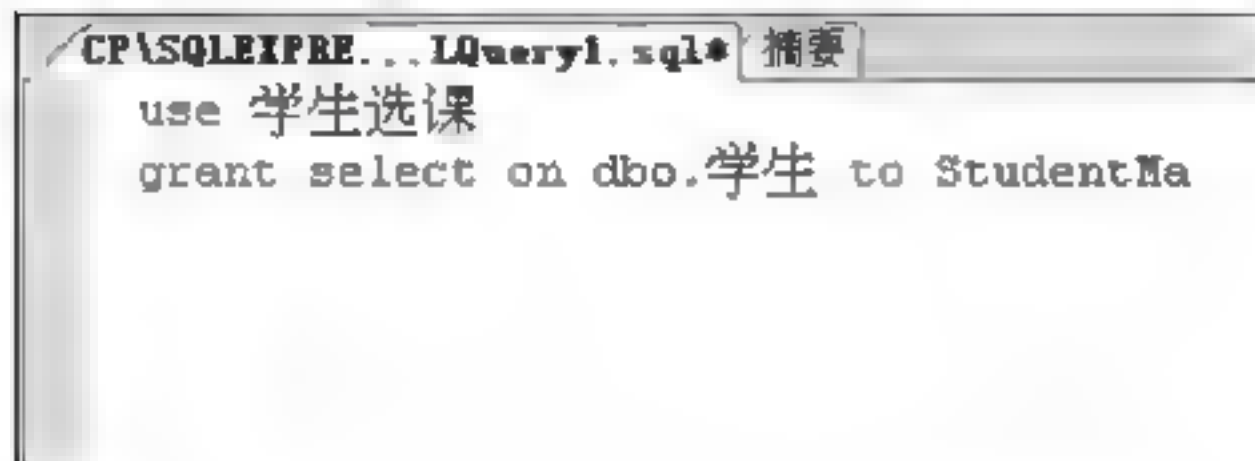 CP\SQLEXPRE...LQuery1.sql* 摘要
use 学生选课
grant select on dbo.学生 to StudentMa